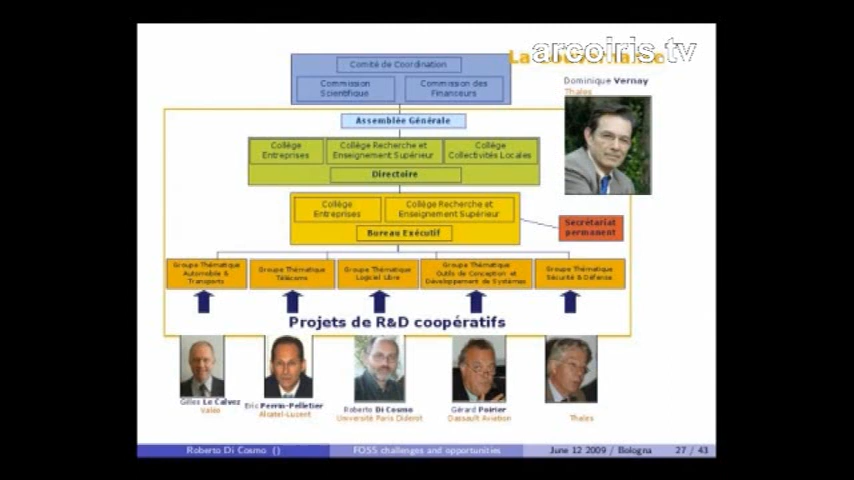 arcoiris.tv
La
Comité de Coordination
Commission
Scientifique
Commission des
Financeurs
Dominique Vernay
Thales
Assemblée Générale
Collège
Entreprises
Collège Recherche et
Enseignement Supérieur
Collège
Collectivités Locales
Directoire
Collège
Entreprises
Collège Recherche et
Enseignement Supérieur
Bureau Exécutif
Secrétariat
permanent
Groupe Thématique
Automobile &
Transports
Groupe Thématique
Télécoms
Groupe Thématique
Logiciel Libre
Groupe Thématique
Outils de Conception et
Développement de Systèmes
Groupe Thématique
Sécurité & Défense
Projets de R&D coopératifs
Gilles Le Calvez
Valéo
Eric Perrin-Pelletier
Alcatel-Lucent
Roberto Di Cosmo
Université Paris Diderot
Gérard Poirier
Dassault Aviation
Thales
Roberto Di Cosmo ()
FOSS challenges and opportunities
June 12 2009 / Bologna
27 / 43